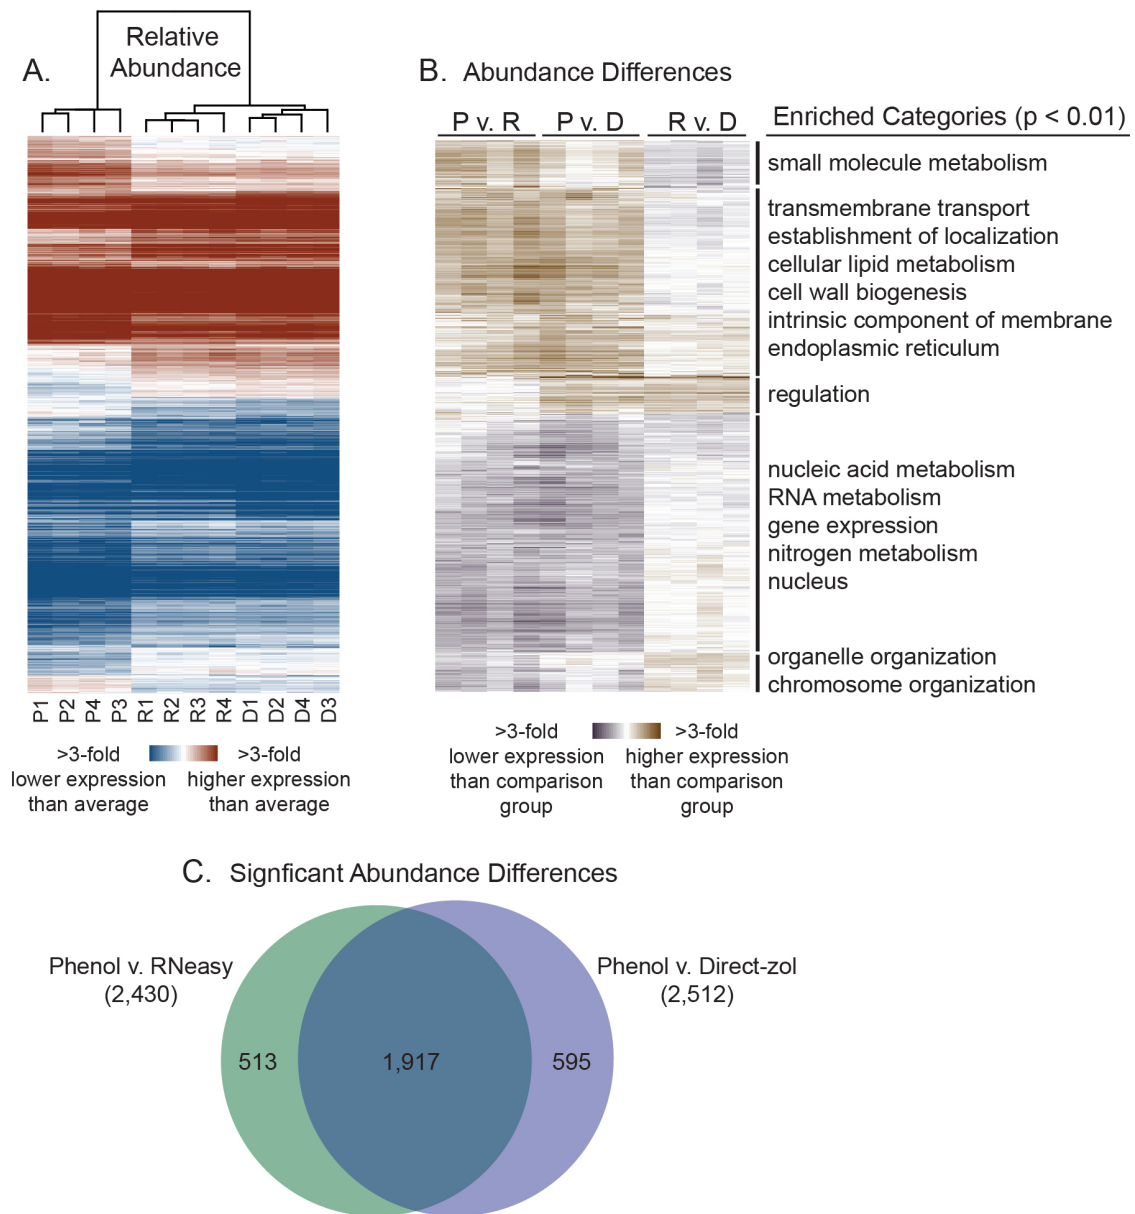 A.
Relative
Abundance
P1
P2
P4
P3
R1
R2
R3
R4
D1
D2
D4
D3
>3-fold
lower expression
than average
>3-fold
higher expression
than average
B. Abundance Differences
P v. R
P v. D
R v. D
Enriched Categories (p < 0.01)
small molecule metabolism
transmembrane transport
establishment of localization
cellular lipid metabolism
cell wall biogenesis
intrinsic component of membrane
endoplasmic reticulum
regulation
nucleic acid metabolism
RNA metabolism
gene expression
nitrogen metabolism
nucleus
organelle organization
chromosome organization
>3-fold
lower expression
than comparison
group
>3-fold
higher expression
than comparison
group
C. Signficant Abundance Differences
Phenol v. RNeasy
(2,430)
Phenol v. Direct-zol
(2,512)
513
1,917
595